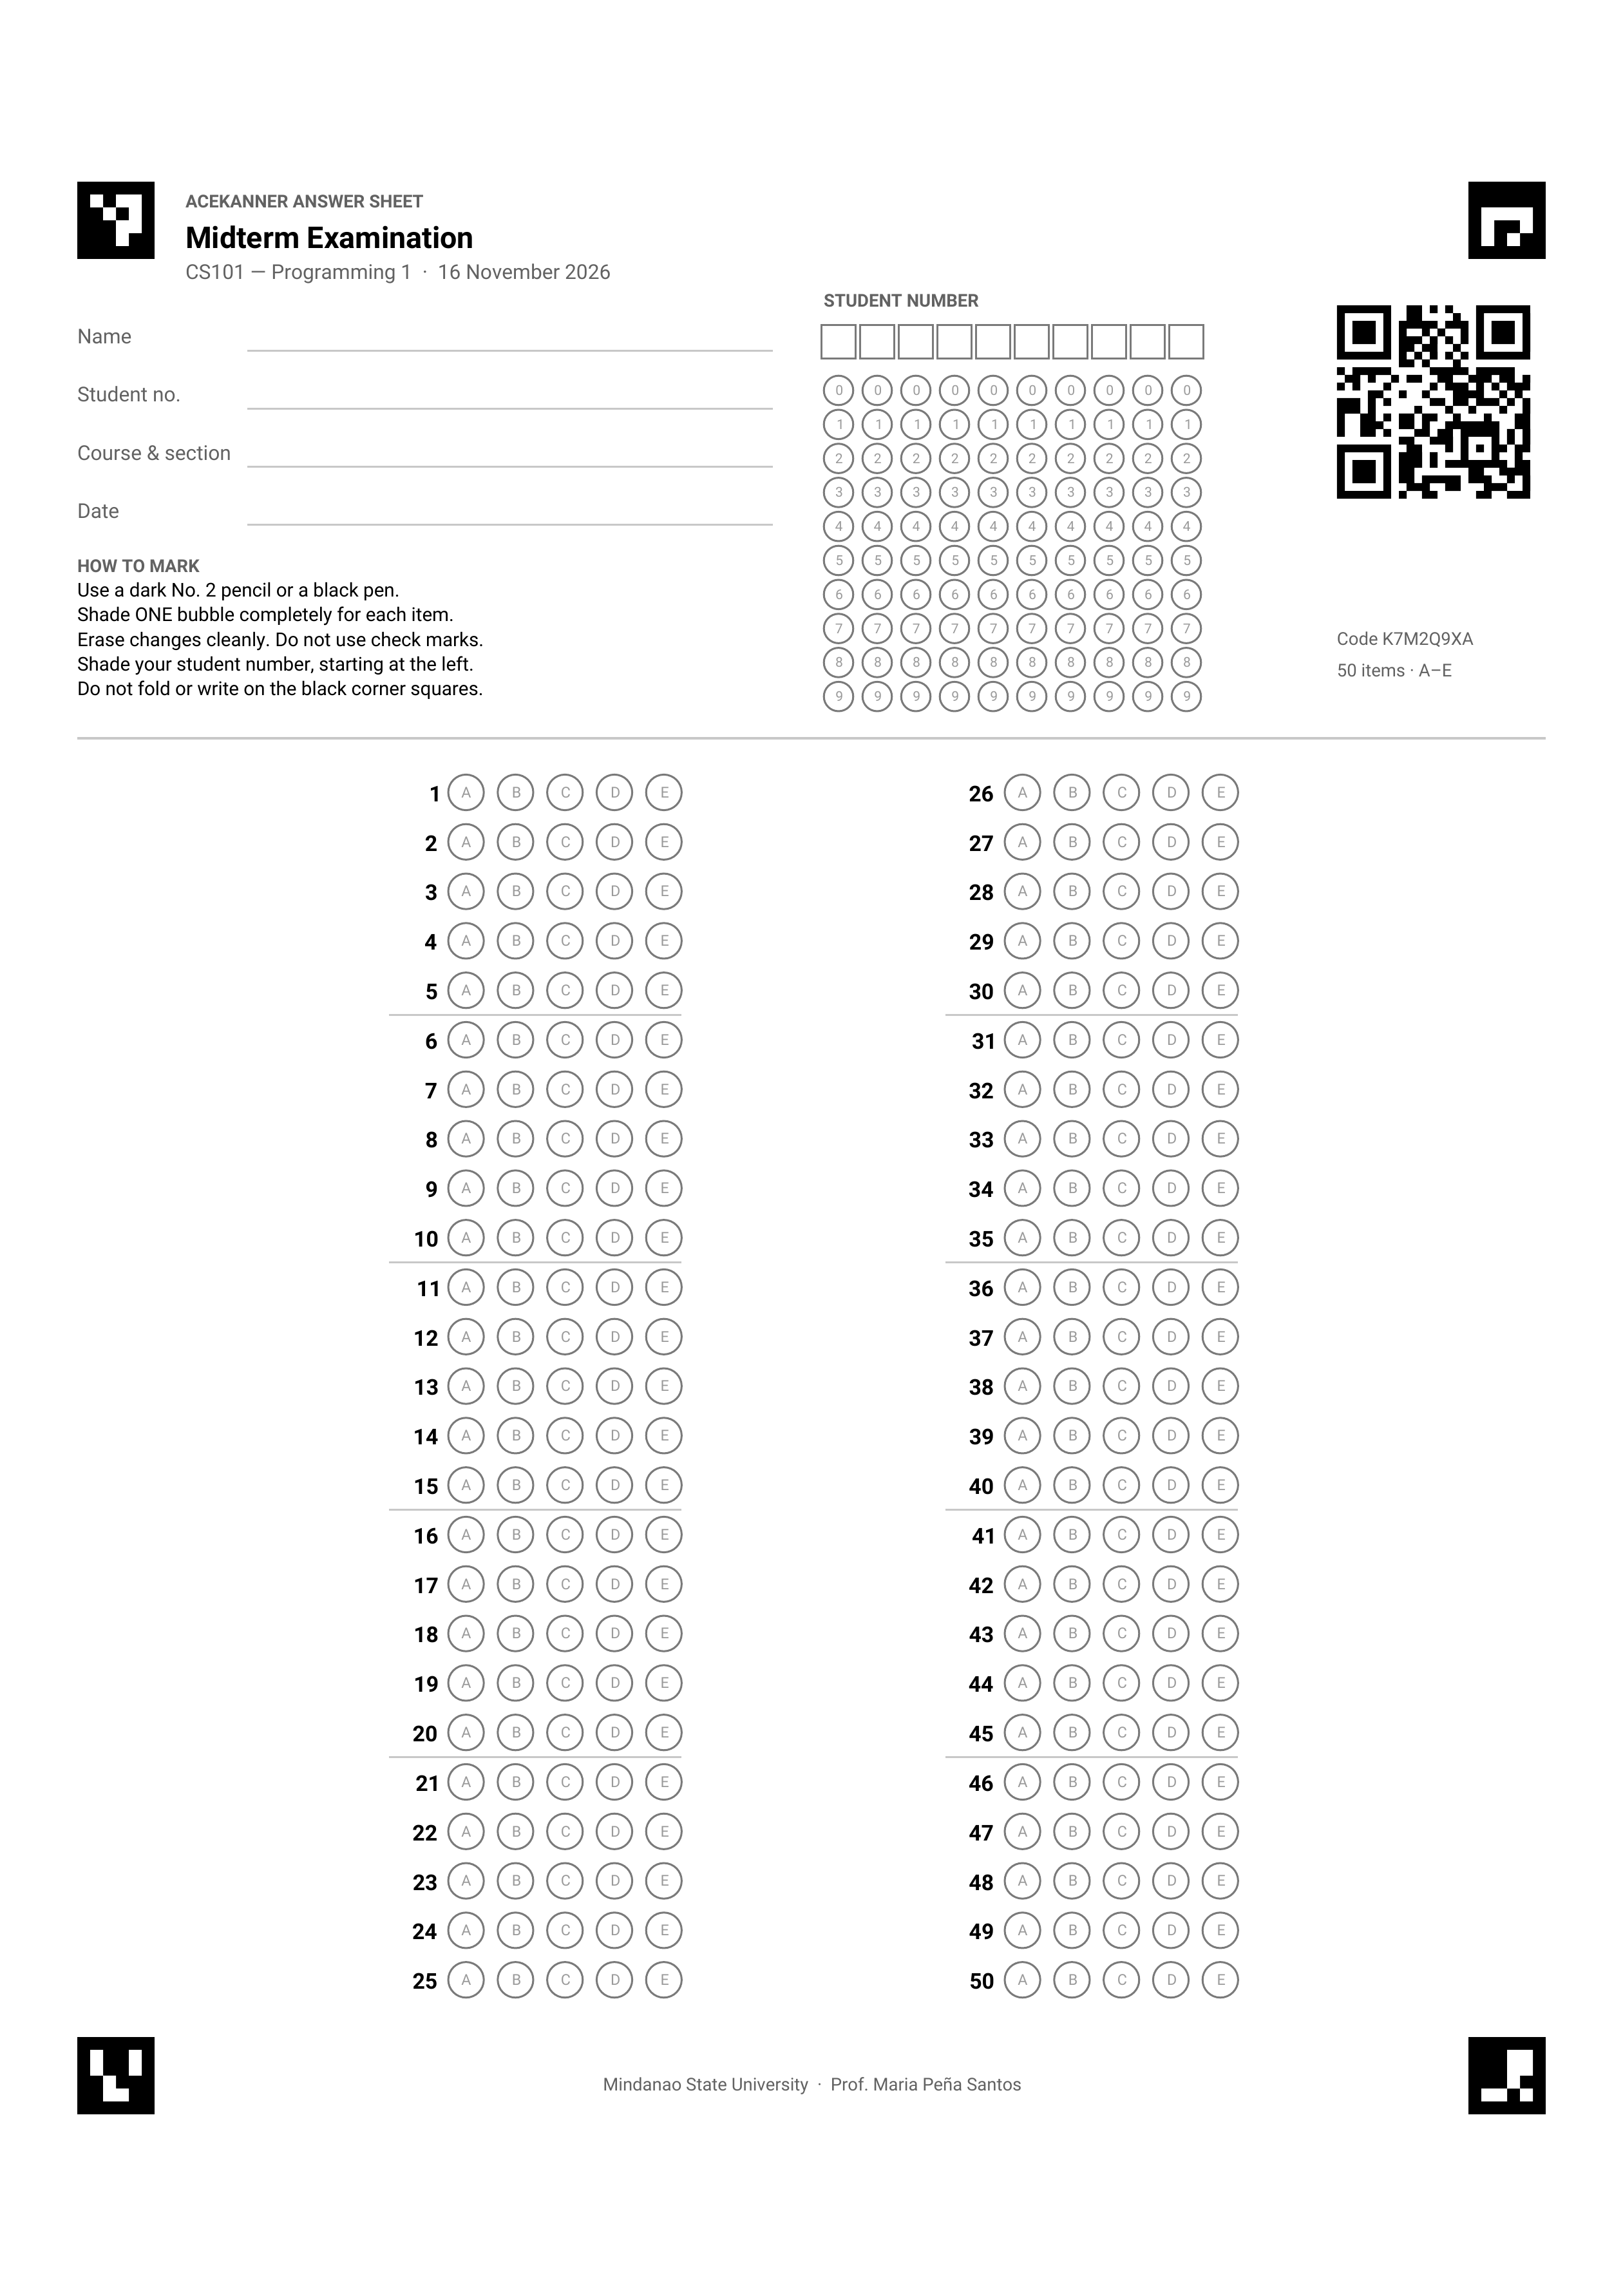 ACEKANNER ANSWER SHEET
Midterm Examination
CS101 — Programming 1 · 16 November 2026
Name
Student no.
Course & section
Date
HOW TO MARK
Use a dark No. 2 pencil or a black pen.
Shade ONE bubble completely for each item.
Erase changes cleanly. Do not use check marks.
Shade your student number, starting at the left.
Do not fold or write on the black corner squares.
STUDENT NUMBER
0 0 0 0 0 0 0 0 0 0
1 1 1 1 1 1 1 1 1 1
2 2 2 2 2 2 2 2 2 2
3 3 3 3 3 3 3 3 3 3
4 4 4 4 4 4 4 4 4 4
5 5 5 5 5 5 5 5 5 5
6 6 6 6 6 6 6 6 6 6
7 7 7 7 7 7 7 7 7 7
8 8 8 8 8 8 8 8 8 8
9 9 9 9 9 9 9 9 9 9
Code K7M2Q9XA
50 items · A–E
1 A B C D E
2 A B C D E
3 A B C D E
4 A B C D E
5 A B C D E
6 A B C D E
7 A B C D E
8 A B C D E
9 A B C D E
10 A B C D E
11 A B C D E
12 A B C D E
13 A B C D E
14 A B C D E
15 A B C D E
16 A B C D E
17 A B C D E
18 A B C D E
19 A B C D E
20 A B C D E
21 A B C D E
22 A B C D E
23 A B C D E
24 A B C D E
25 A B C D E
26 A B C D E
27 A B C D E
28 A B C D E
29 A B C D E
30 A B C D E
31 A B C D E
32 A B C D E
33 A B C D E
34 A B C D E
35 A B C D E
36 A B C D E
37 A B C D E
38 A B C D E
39 A B C D E
40 A B C D E
41 A B C D E
42 A B C D E
43 A B C D E
44 A B C D E
45 A B C D E
46 A B C D E
47 A B C D E
48 A B C D E
49 A B C D E
50 A B C D E
Mindanao State University · Prof. Maria Peña Santos